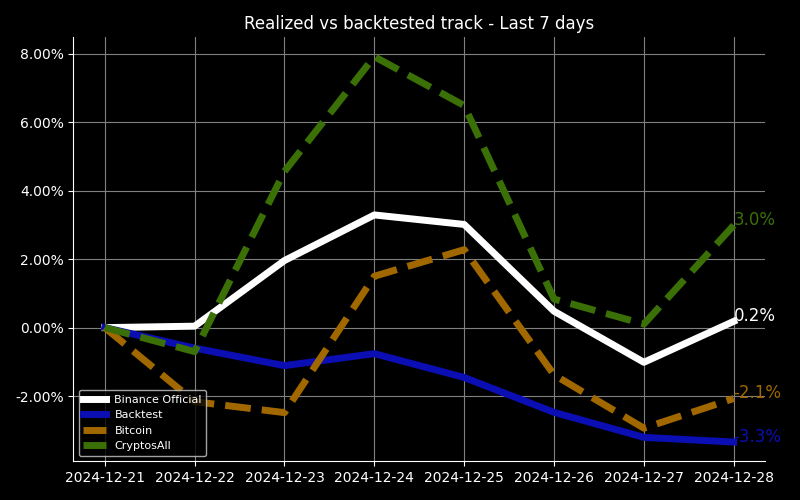 Realized vs backtested track - Last 7 days
8.00%
6.00%
4.00%
2.00%
0.00%
-2.00%
3.0%
0.2%
-2.1%
-3.3%
Binance Official
Backtest
Bitcoin
CryptosAll
2024-12-21 2024-12-22 2024-12-23 2024-12-24 2024-12-25 2024-12-26 2024-12-27 2024-12-28